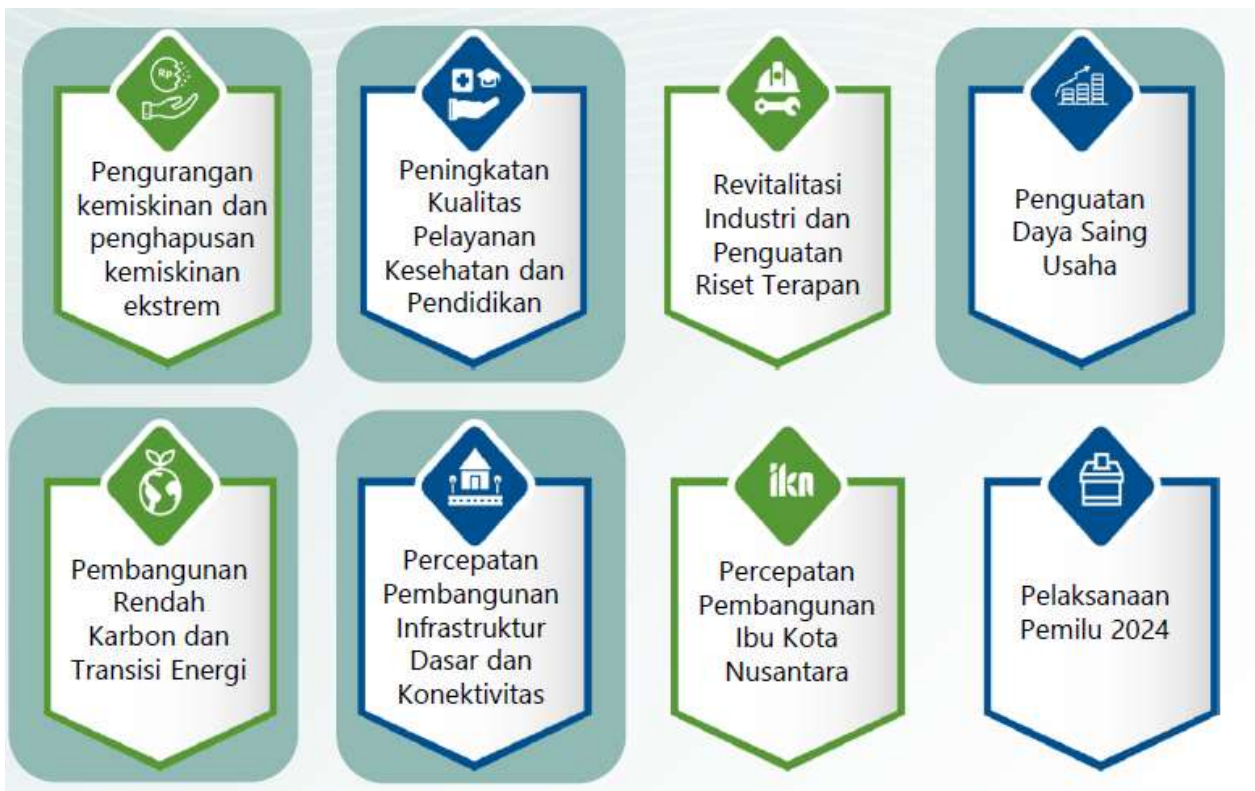 Rp
Pengurangan
kemiskinan dan
penghapusan
kemiskinan
ekstrem
Peningkatan
Kualitas
Pelayanan
Kesehatan dan
Pendidikan
Revitalitasi
Industri dan
Penguatan
Riset Terapan
Penguatan
Daya Saing
Usaha
Pembangunan
Rendah
Karbon dan
Transisi Energi
Percepatan
Pembangunan
Infrastruktur
Dasar dan
Konektivitas
ikn
Percepatan
Pembangunan
Ibu Kota
Nusantara
Pelaksanaan
Pemilu 2024